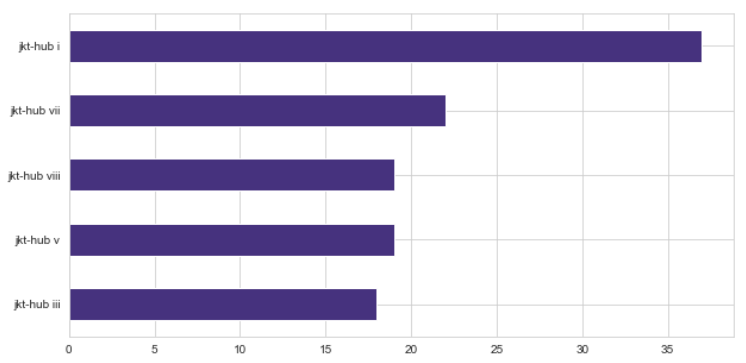 jkt-hub i
jkt-hub vii
jkt-hub viii
jkt-hub v
jkt-hub iii
0 5 10 15 20 25 30 35